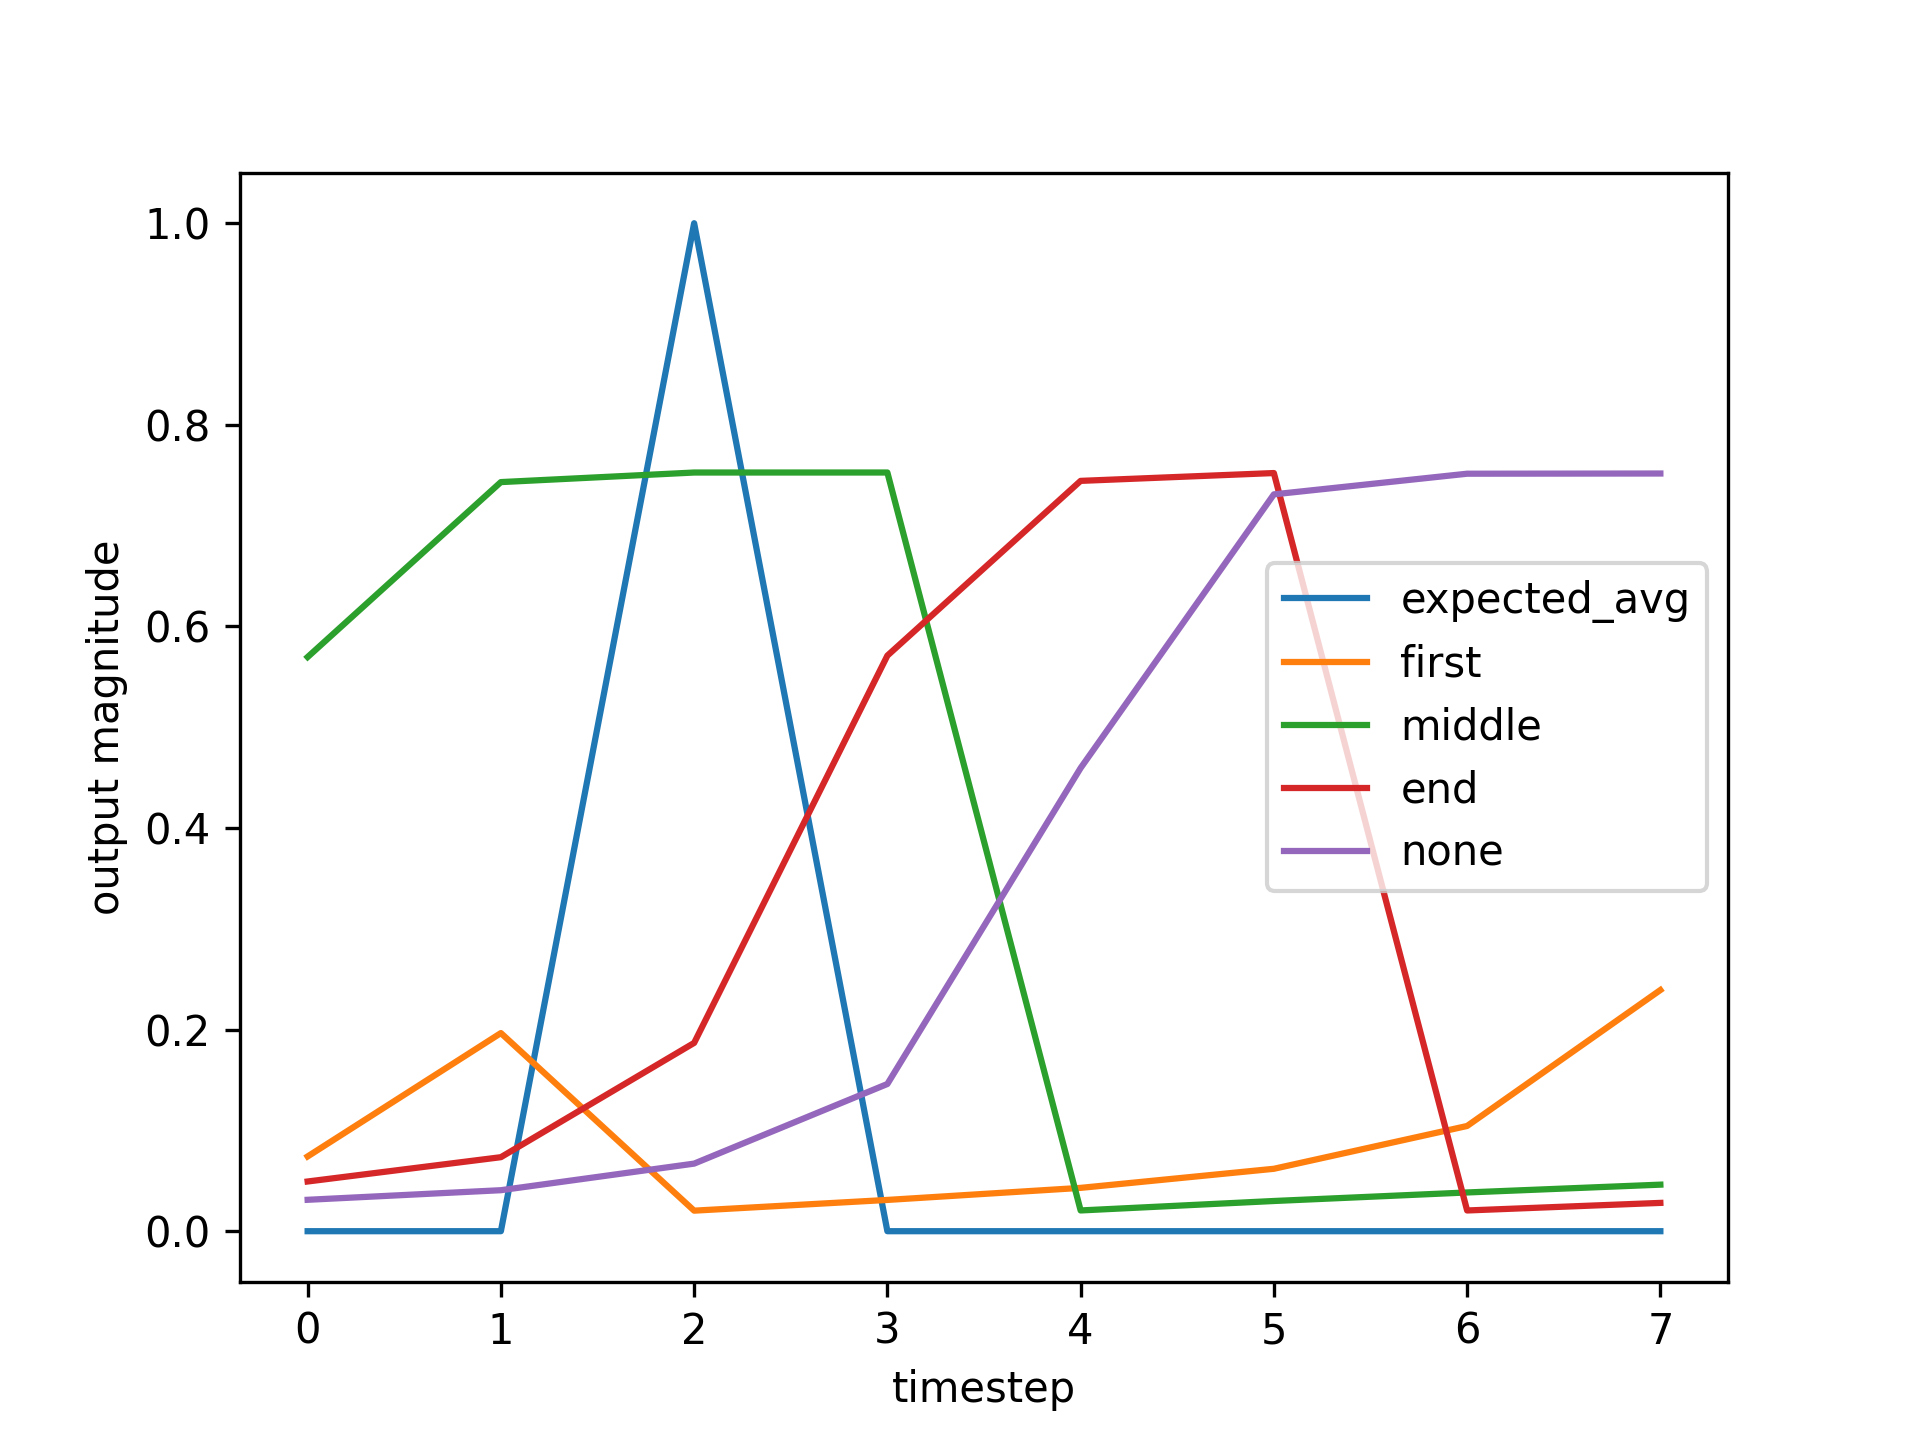 1.0
0.8
0.6
0.4
0.2
0.0
output magnitude
expected_avg
first
middle
end
none
0 1 2 3 4 5 6 7
timestep